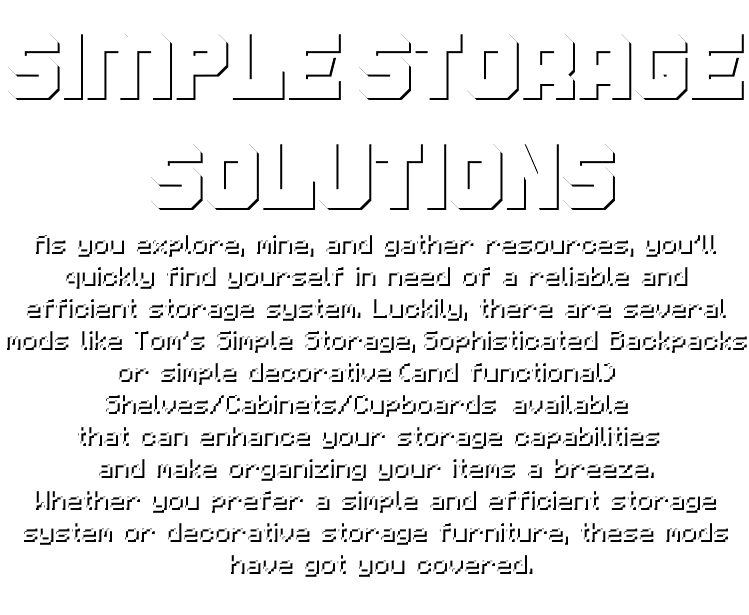 SIMPLE STORAGE
SOLUTIONS
As you explore, mine, and gather resources, you'll
quickly find yourself in need of a reliable and
efficient storage system. Luckily, there are several
mods like Tom's Simple Storage, Sophisticated Backpacks
or simple decorative (and functional)
Shelves/Cabinets/Cupboards available
that can enhance your storage capabilities
and make organizing your items a breeze.
Whether you prefer a simple and efficient storage
system or decorative storage furniture, these mods
have got you covered.